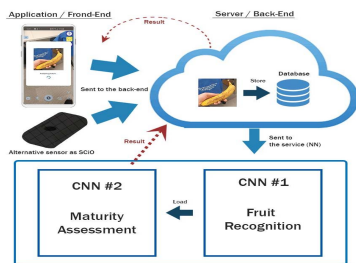 Application / Frond-End
Server / Back-End
Result
Sent to the back-end
Store
Database
Alternative sensor as SCiO
Sent to
the service (NN)
Result
CNN #2
Maturity
Assessment
Load
CNN #1
Fruit
Recognition